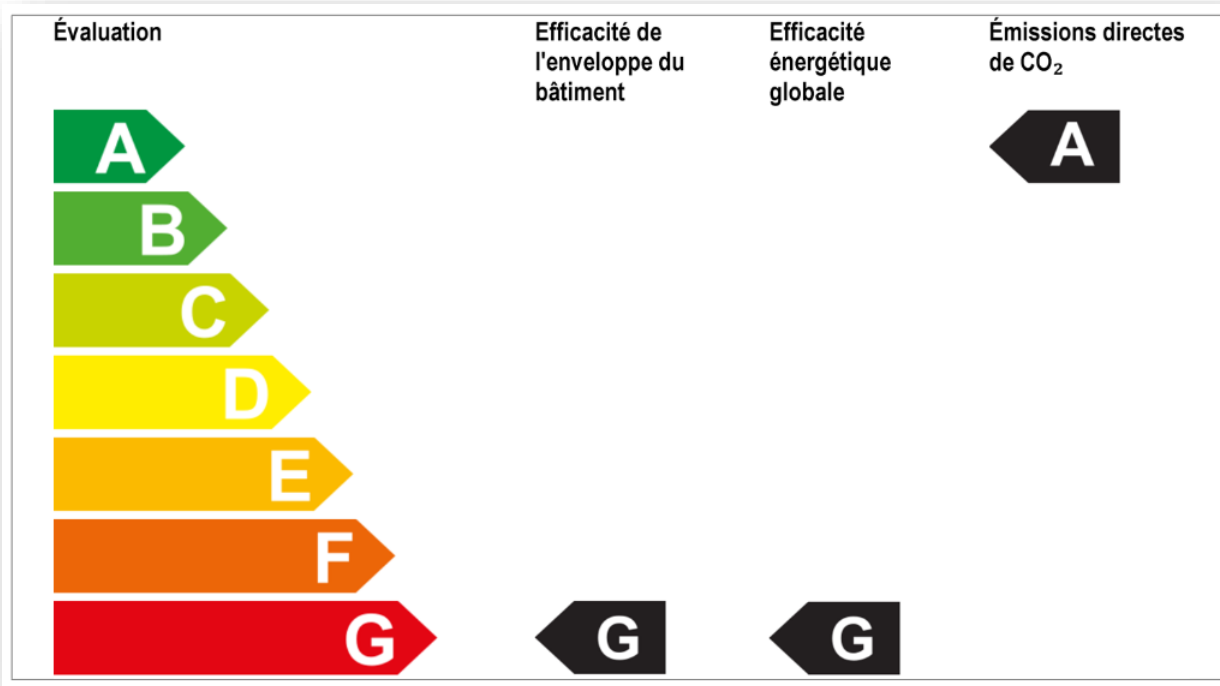 Évaluation
Efficacité de
l'enveloppe du
bâtiment
Efficacité
énergétique
globale
Émissions directes
de CO₂
A
A
B
C
D
E
F
G
G
G